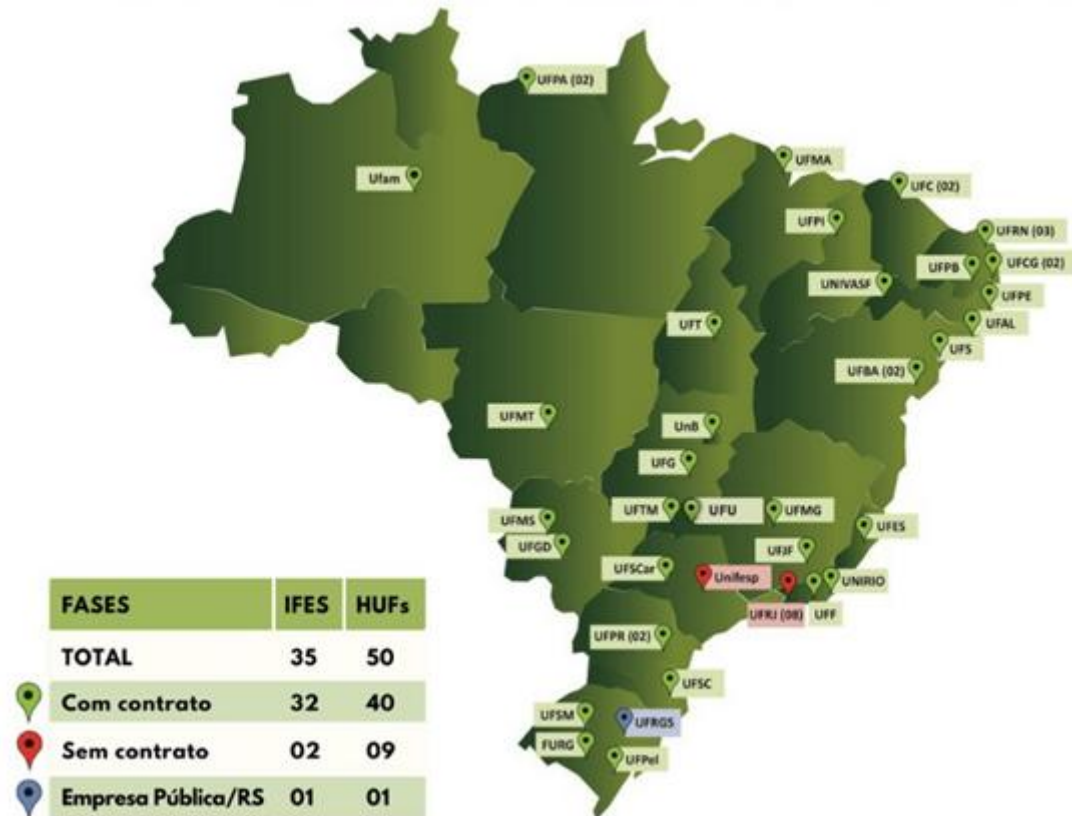 UFPA (02)
UFMA
Ufam
UFC (02)
UFPI
UFRN (03)
UFPB
UFCG (02)
UNIVASF
UFPE
UFT
UFAL
UFS
UFBA (02)
UFMT
UnB
UFG
UFTM
UFU
UFMG
UFMS
UFES
UFGD
UFJF
UFSCar
Unifesp
UNIRIO
UFRJ (08)
UFF
UFPR (02)
UFSC
UFSM
UFRGS
FURG
UFPel
FASES IFES HUFs
TOTAL 35 50
Com contrato 32 40
Sem contrato 02 09
Empresa Pública/RS 01 01